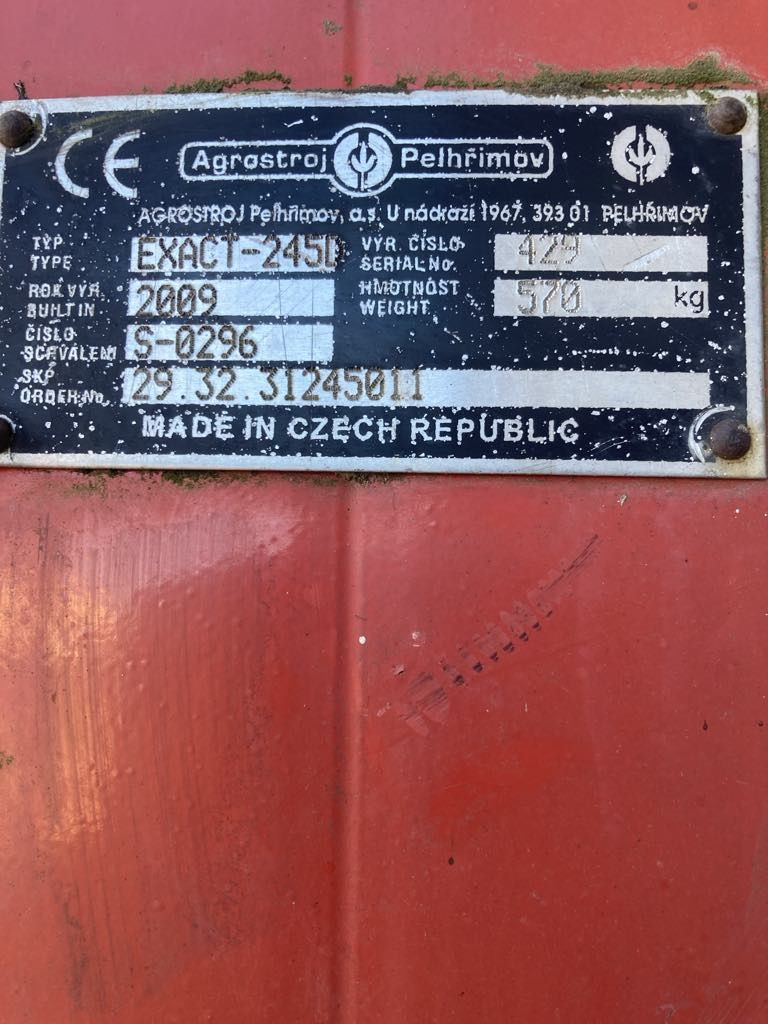 CE Agrostroj Pelhřimov
AGROSTROJ Pelhřimov, a.s. U nádraží 1967, 393 01 PELHŘIMOV
TYP
TYPE EXACT-245D
VÝR. ČÍSLO
SERIAL No. 429
ROK VÝR.
BUILT IN 2009
HMOTNOST
WEIGHT 570 kg
ČÍSLO
SCHVÁLENÍ S-0296
SKP
ORDER No. 29.32.31245011
MADE IN CZECH REPUBLIC